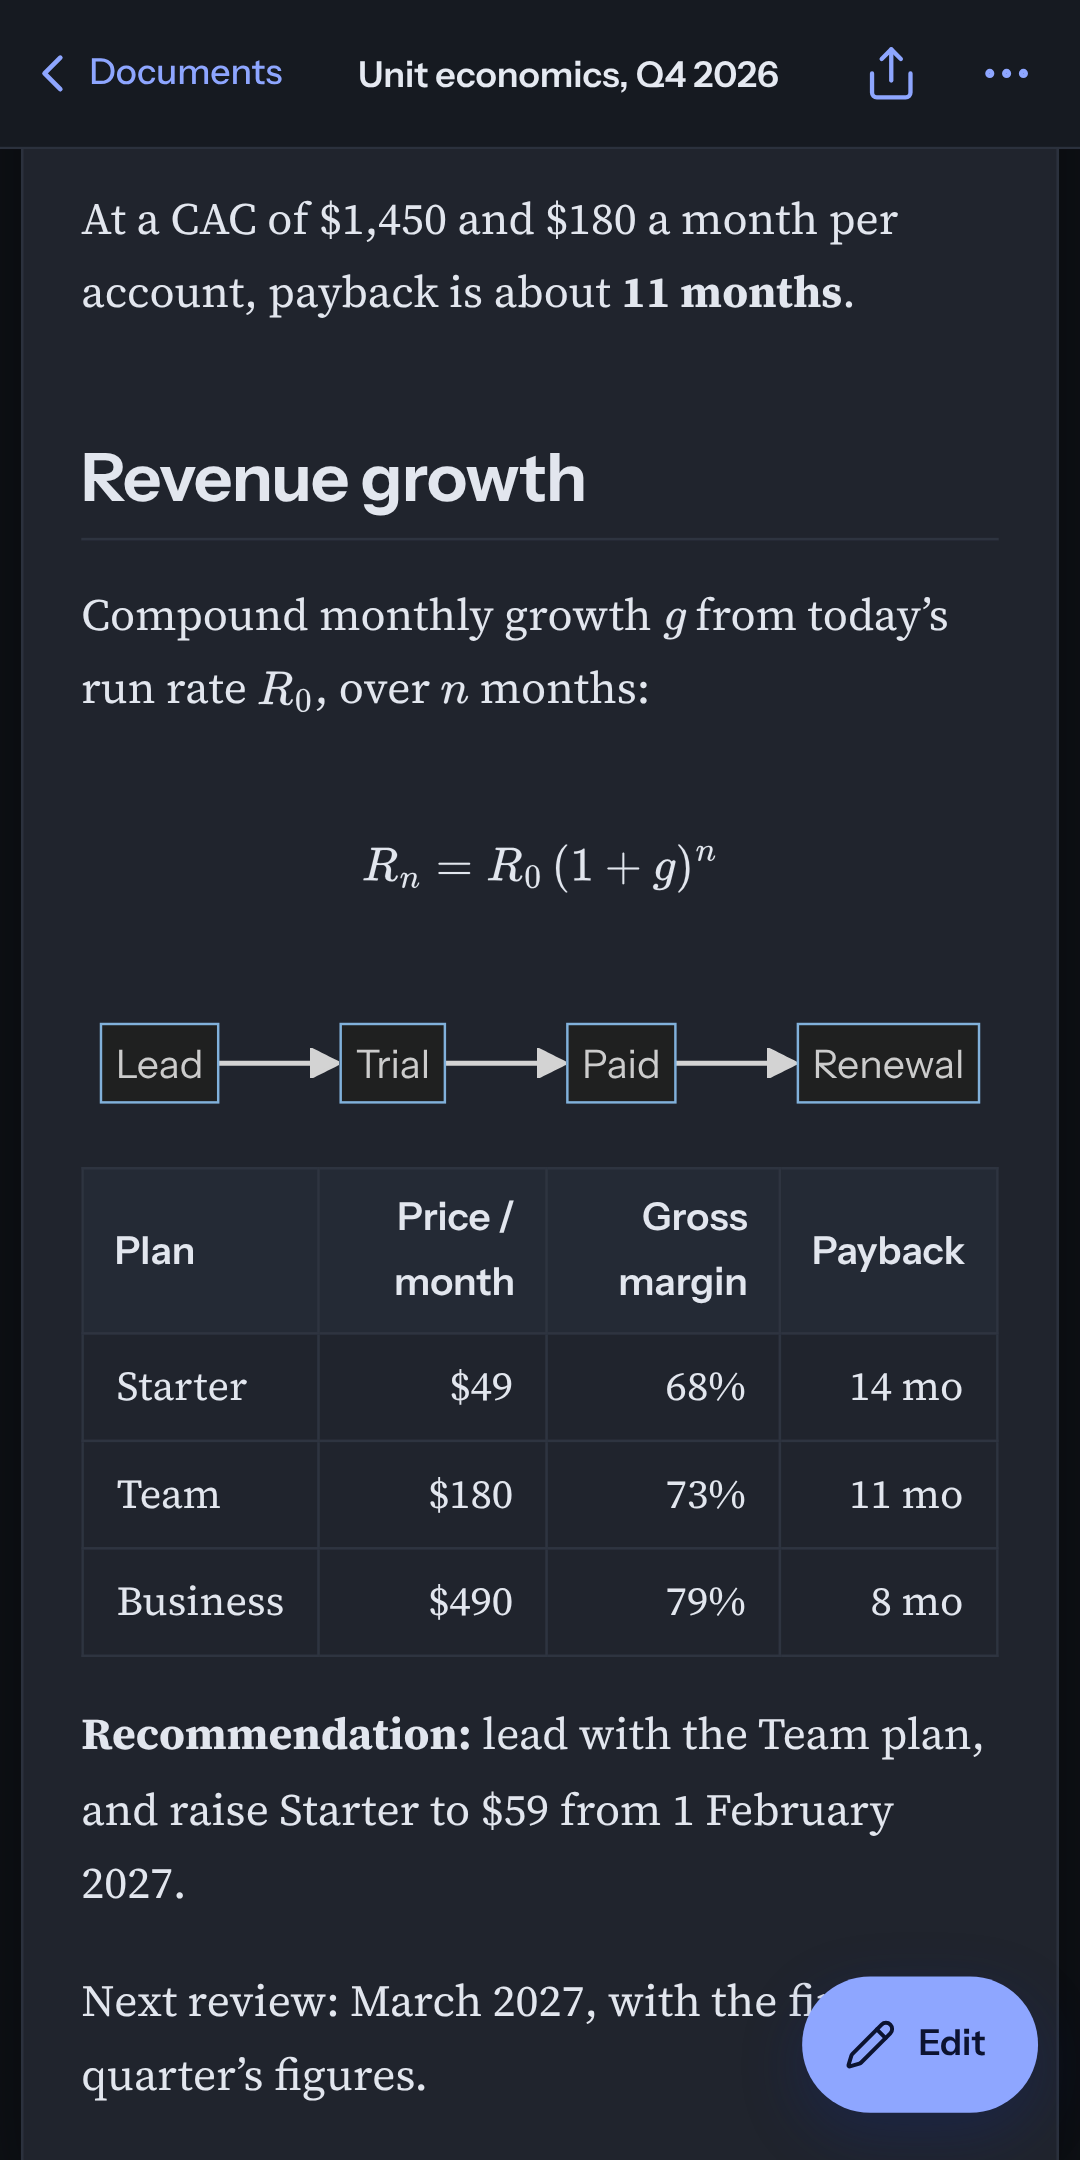 Documents
Unit economics, Q4 2026
At a CAC of $1,450 and $180 a month per
account, payback is about 11 months.
Revenue growth
Compound monthly growth g from today’s
run rate R₀, over n months:
Rₙ = R₀ (1 + g)ⁿ
Lead Trial Paid Renewal
Plan Price / month Gross margin Payback
Starter $49 68% 14 mo
Team $180 73% 11 mo
Business $490 79% 8 mo
Recommendation: lead with the Team plan,
and raise Starter to $59 from 1 February
2027.
Next review: March 2027, with the
quarter’s figures.
Edit